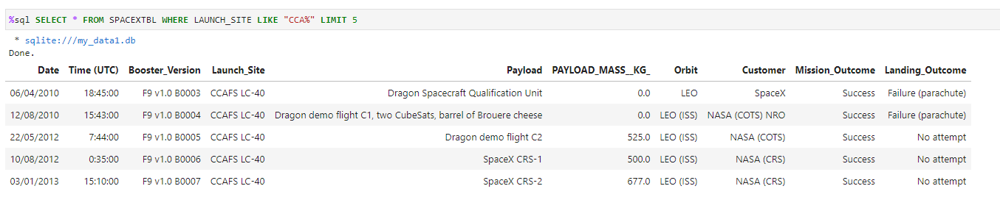 %sql SELECT * FROM SPACEXTBL WHERE LAUNCH_SITE LIKE "CCA%" LIMIT 5
* sqlite:///my_data1.db
Done.
Date Time (UTC) Booster_Version Launch_Site Payload PAYLOAD_MASS__KG_ Orbit Customer Mission_Outcome Landing_Outcome
06/04/2010 18:45:00 F9 v1.0 B0003 CCAFS LC-40 Dragon Spacecraft Qualification Unit 0.0 LEO SpaceX Success Failure (parachute)
12/08/2010 15:43:00 F9 v1.0 B0004 CCAFS LC-40 Dragon demo flight C1, two CubeSats, barrel of Brouere cheese 0.0 LEO (ISS) NASA (COTS) NRO Success Failure (parachute)
22/05/2012 7:44:00 F9 v1.0 B0005 CCAFS LC-40 Dragon demo flight C2 525.0 LEO (ISS) NASA (COTS) Success No attempt
10/08/2012 0:35:00 F9 v1.0 B0006 CCAFS LC-40 SpaceX CRS-1 500.0 LEO (ISS) NASA (CRS) Success No attempt
03/01/2013 15:10:00 F9 v1.0 B0007 CCAFS LC-40 SpaceX CRS-2 677.0 LEO (ISS) NASA (CRS) Success No attempt